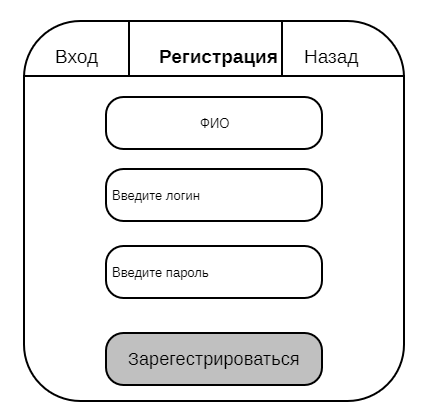 Вход Регистрация Назад
ФИО
Введите логин
Введите пароль
Зарегестрироваться